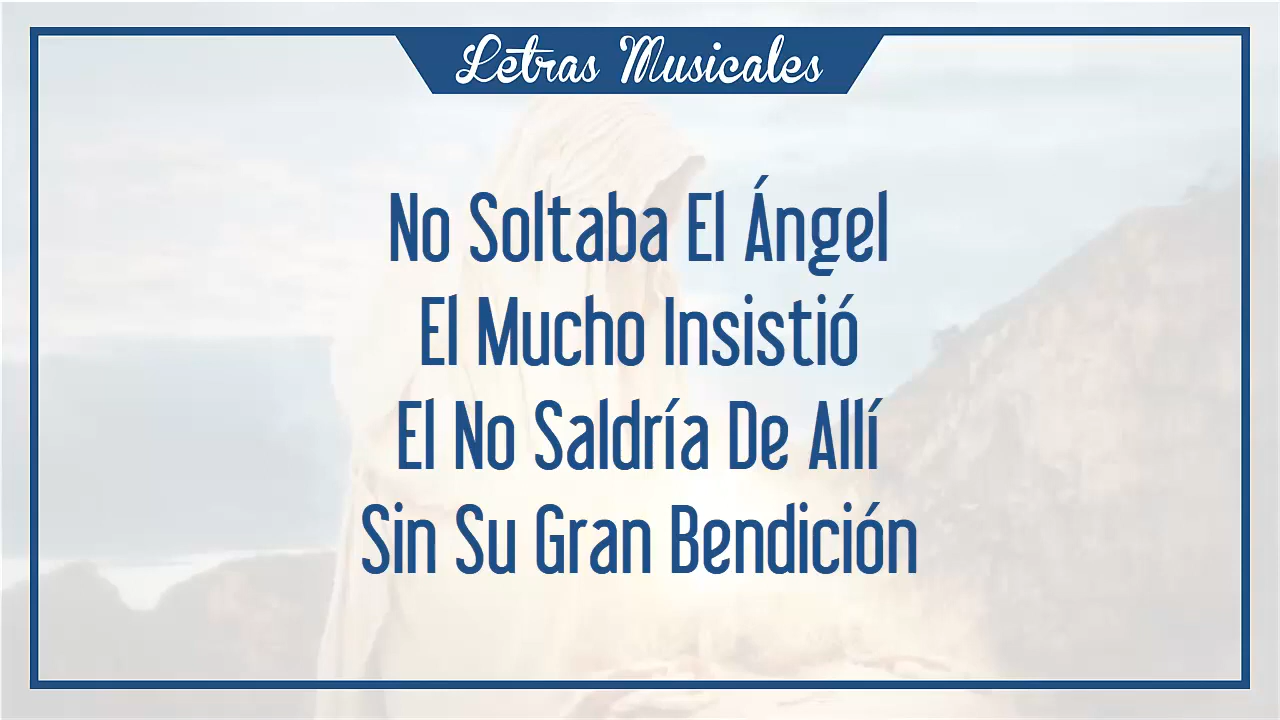 Letras Musicales
No Soltaba El Ángel
El Mucho Insistió
El No Saldría De Allí
Sin Su Gran Bendición